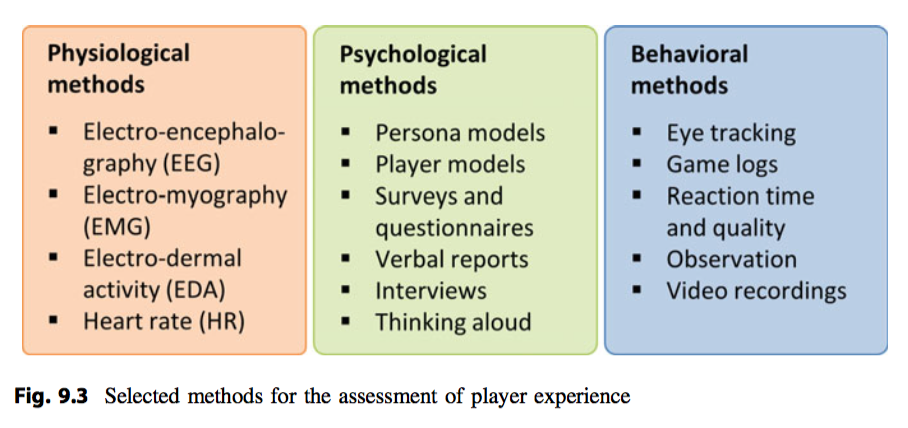 Physiological
methods
▪ Electro-encephalo-
graphy (EEG)
▪ Electro-myography
(EMG)
▪ Electro-dermal
activity (EDA)
▪ Heart rate (HR)
Psychological
methods
▪ Persona models
▪ Player models
▪ Surveys and
questionnaires
▪ Verbal reports
▪ Interviews
▪ Thinking aloud
Behavioral
methods
▪ Eye tracking
▪ Game logs
▪ Reaction time
and quality
▪ Observation
▪ Video recordings
Fig. 9.3 Selected methods for the assessment of player experience